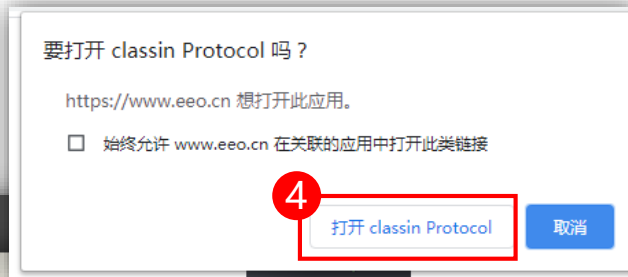 要打开 classin Protocol 吗？
https://www.eeo.cn 想打开此应用。
始终允许 www.eeo.cn 在关联的应用中打开此类链接
4
打开 classin Protocol
取消